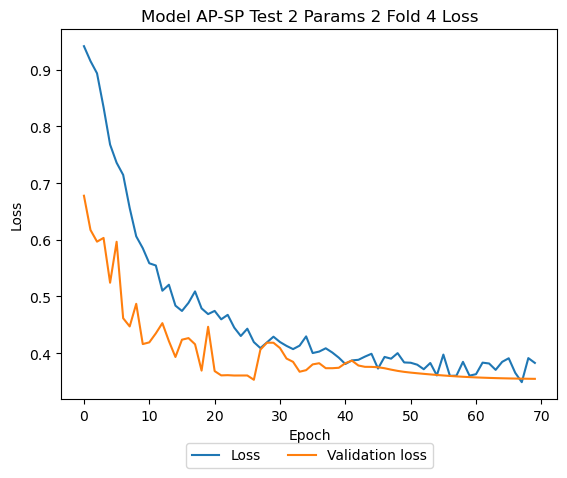 Model AP-SP Test 2 Params 2 Fold 4 Loss
0.9
0.8
0.7
0.6
0.5
0.4
Loss
0 10 20 30 40 50 60 70
Epoch
Loss Validation loss